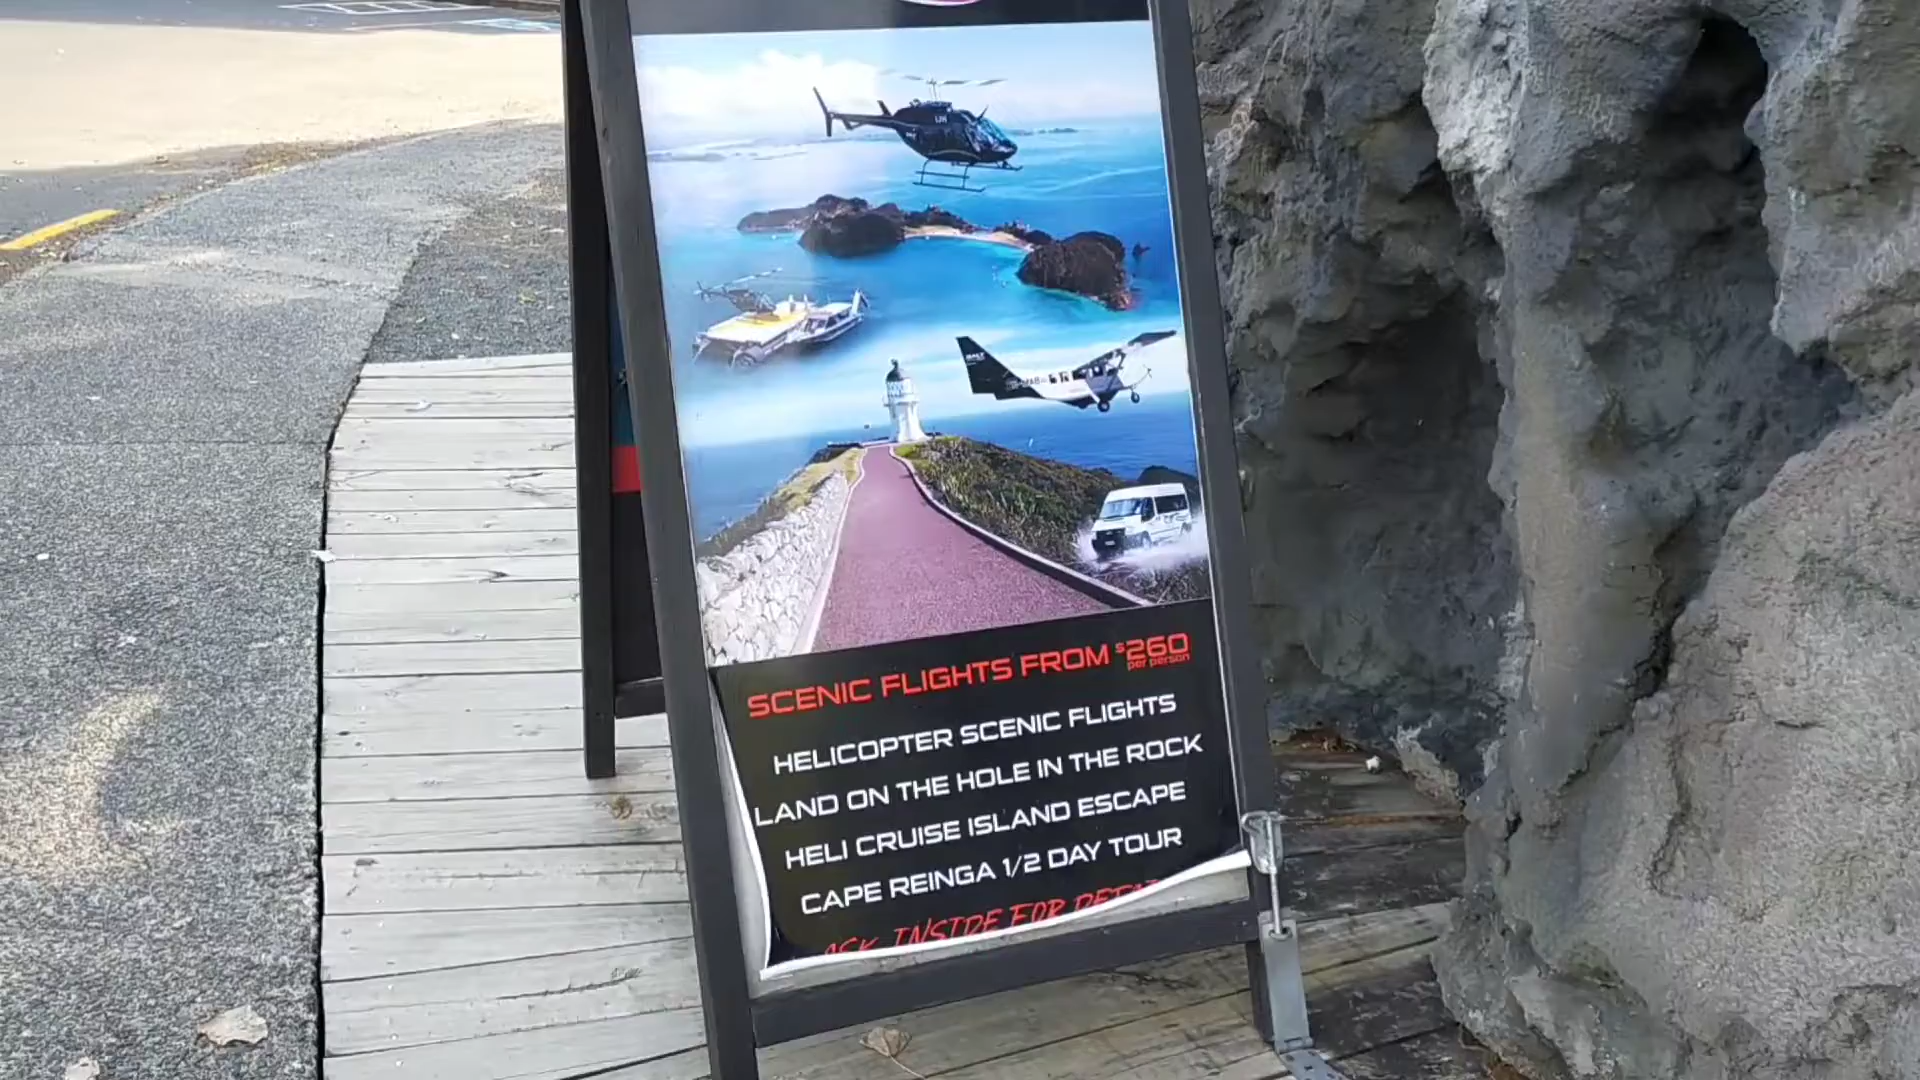 SCENIC FLIGHTS FROM $260
per person
HELICOPTER SCENIC FLIGHTS
LAND ON THE HOLE IN THE ROCK
HELI CRUISE ISLAND ESCAPE
CAPE REINGA 1/2 DAY TOUR
ASK INSIDE FOR
SALT